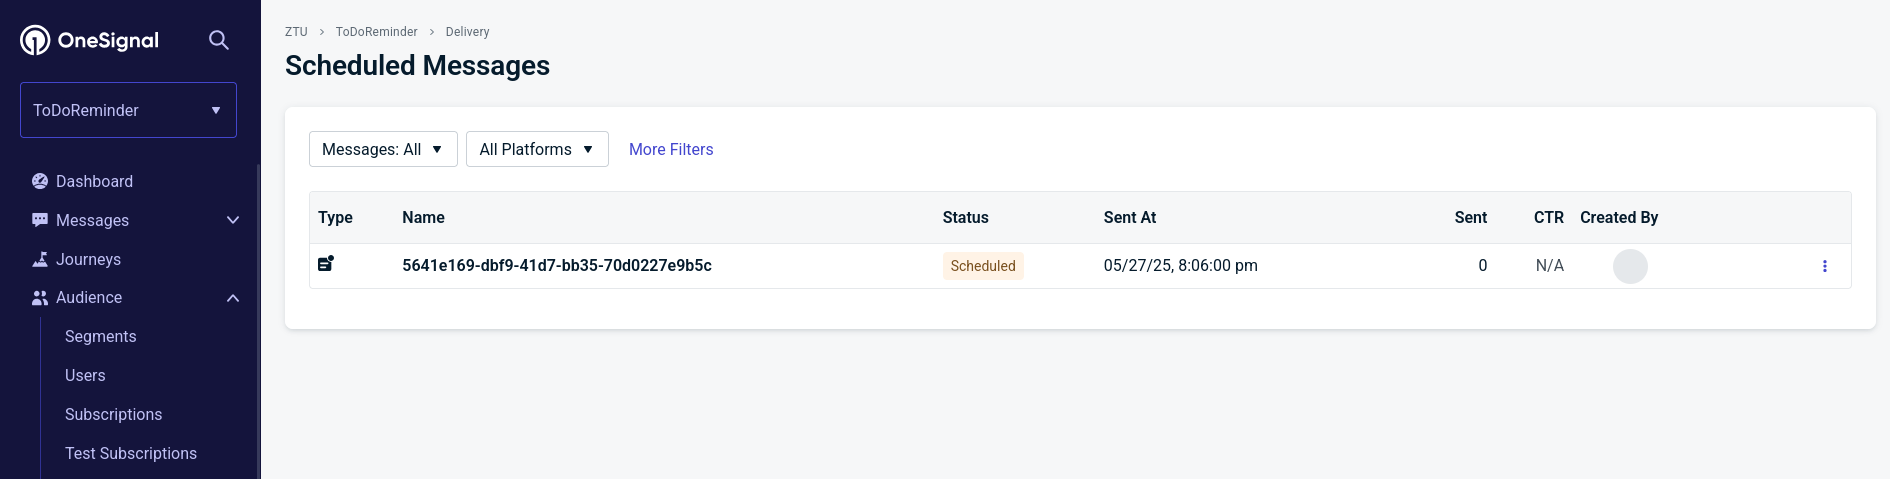 OneSignal
ToDoReminder
Dashboard
Messages
Journeys
Audience
Segments
Users
Subscriptions
Test Subscriptions
ZTU > ToDoReminder > Delivery
Scheduled Messages
Messages: All All Platforms More Filters
Type Name Status Sent At Sent CTR Created By
5641e169-dbf9-41d7-bb35-70d0227e9b5c Scheduled 05/27/25, 8:06:00 pm 0 N/A